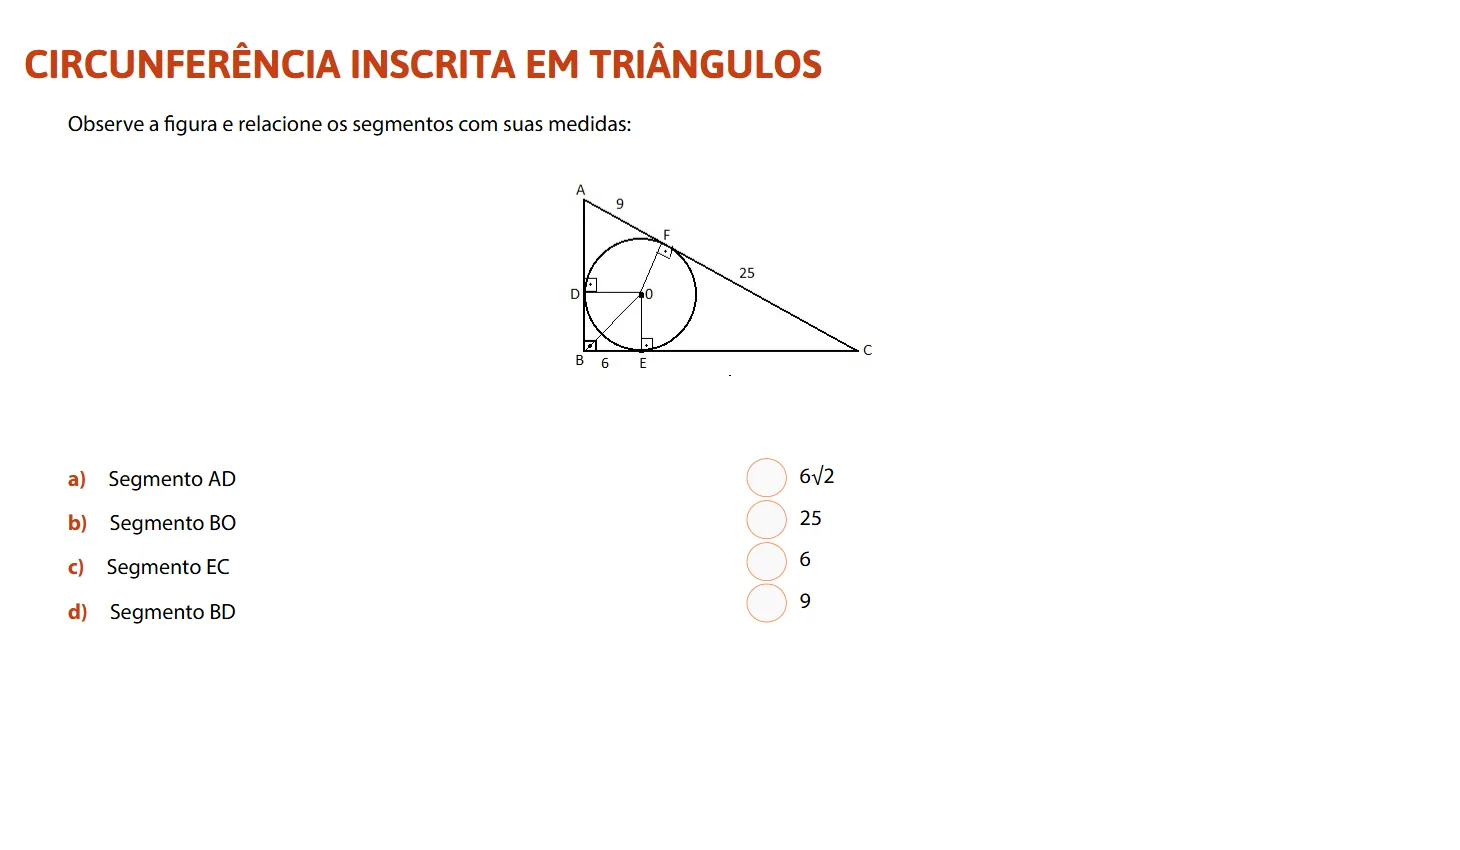 CIRCUNFERÊNCIA INSCRITA EM TRIÂNGULOS
Observe a figura e relacione os segmentos com suas medidas:
A
9
F
25
D
0
B
6
E
C
a) Segmento AD
6√2
b) Segmento BO
25
c) Segmento EC
6
d) Segmento BD
9